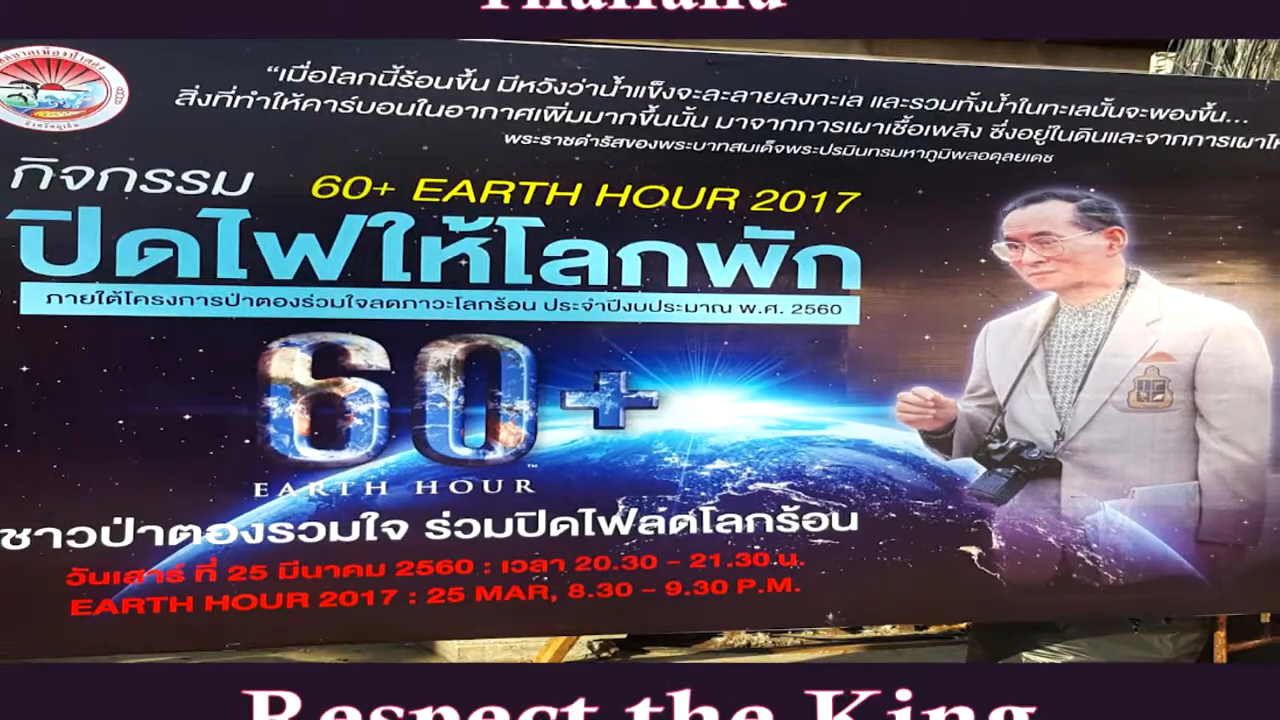 Thailand
"เมื่อโลกนี้ร้อนขึ้น มีหวังว่าน้ำแข็งจะละลายลงทะเล และรวมทั้งน้ำในทะเลนั้นจะพองขึ้น...
สิ่งที่ทำให้คาร์บอนในอากาศเพิ่มมากขึ้นนั้น มาจากการเผาเชื้อเพลิง ซึ่งอยู่ในดินและจากการเผา
พระราชดำรัสของพระบาทสมเด็จพระปรมินทรมหาภูมิพลอดุลยเดช
กิจกรรม 60+ EARTH HOUR 2017
ปิดไฟให้โลกพัก
ภายใต้โครงการป่าตองร่วมใจลดภาวะโลกร้อน ประจำปีงบประมาณ พ.ศ. 2560
60+
EARTH HOUR
ชาวป่าตองรวมใจ ร่วมปิดไฟลดโลกร้อน
วันเสาร์ ที่ 25 มีนาคม 2560 : เวลา 20.30 - 21.30 น.
EARTH HOUR 2017 : 25 MAR, 8.30 - 9.30 P.M.
Respect the King